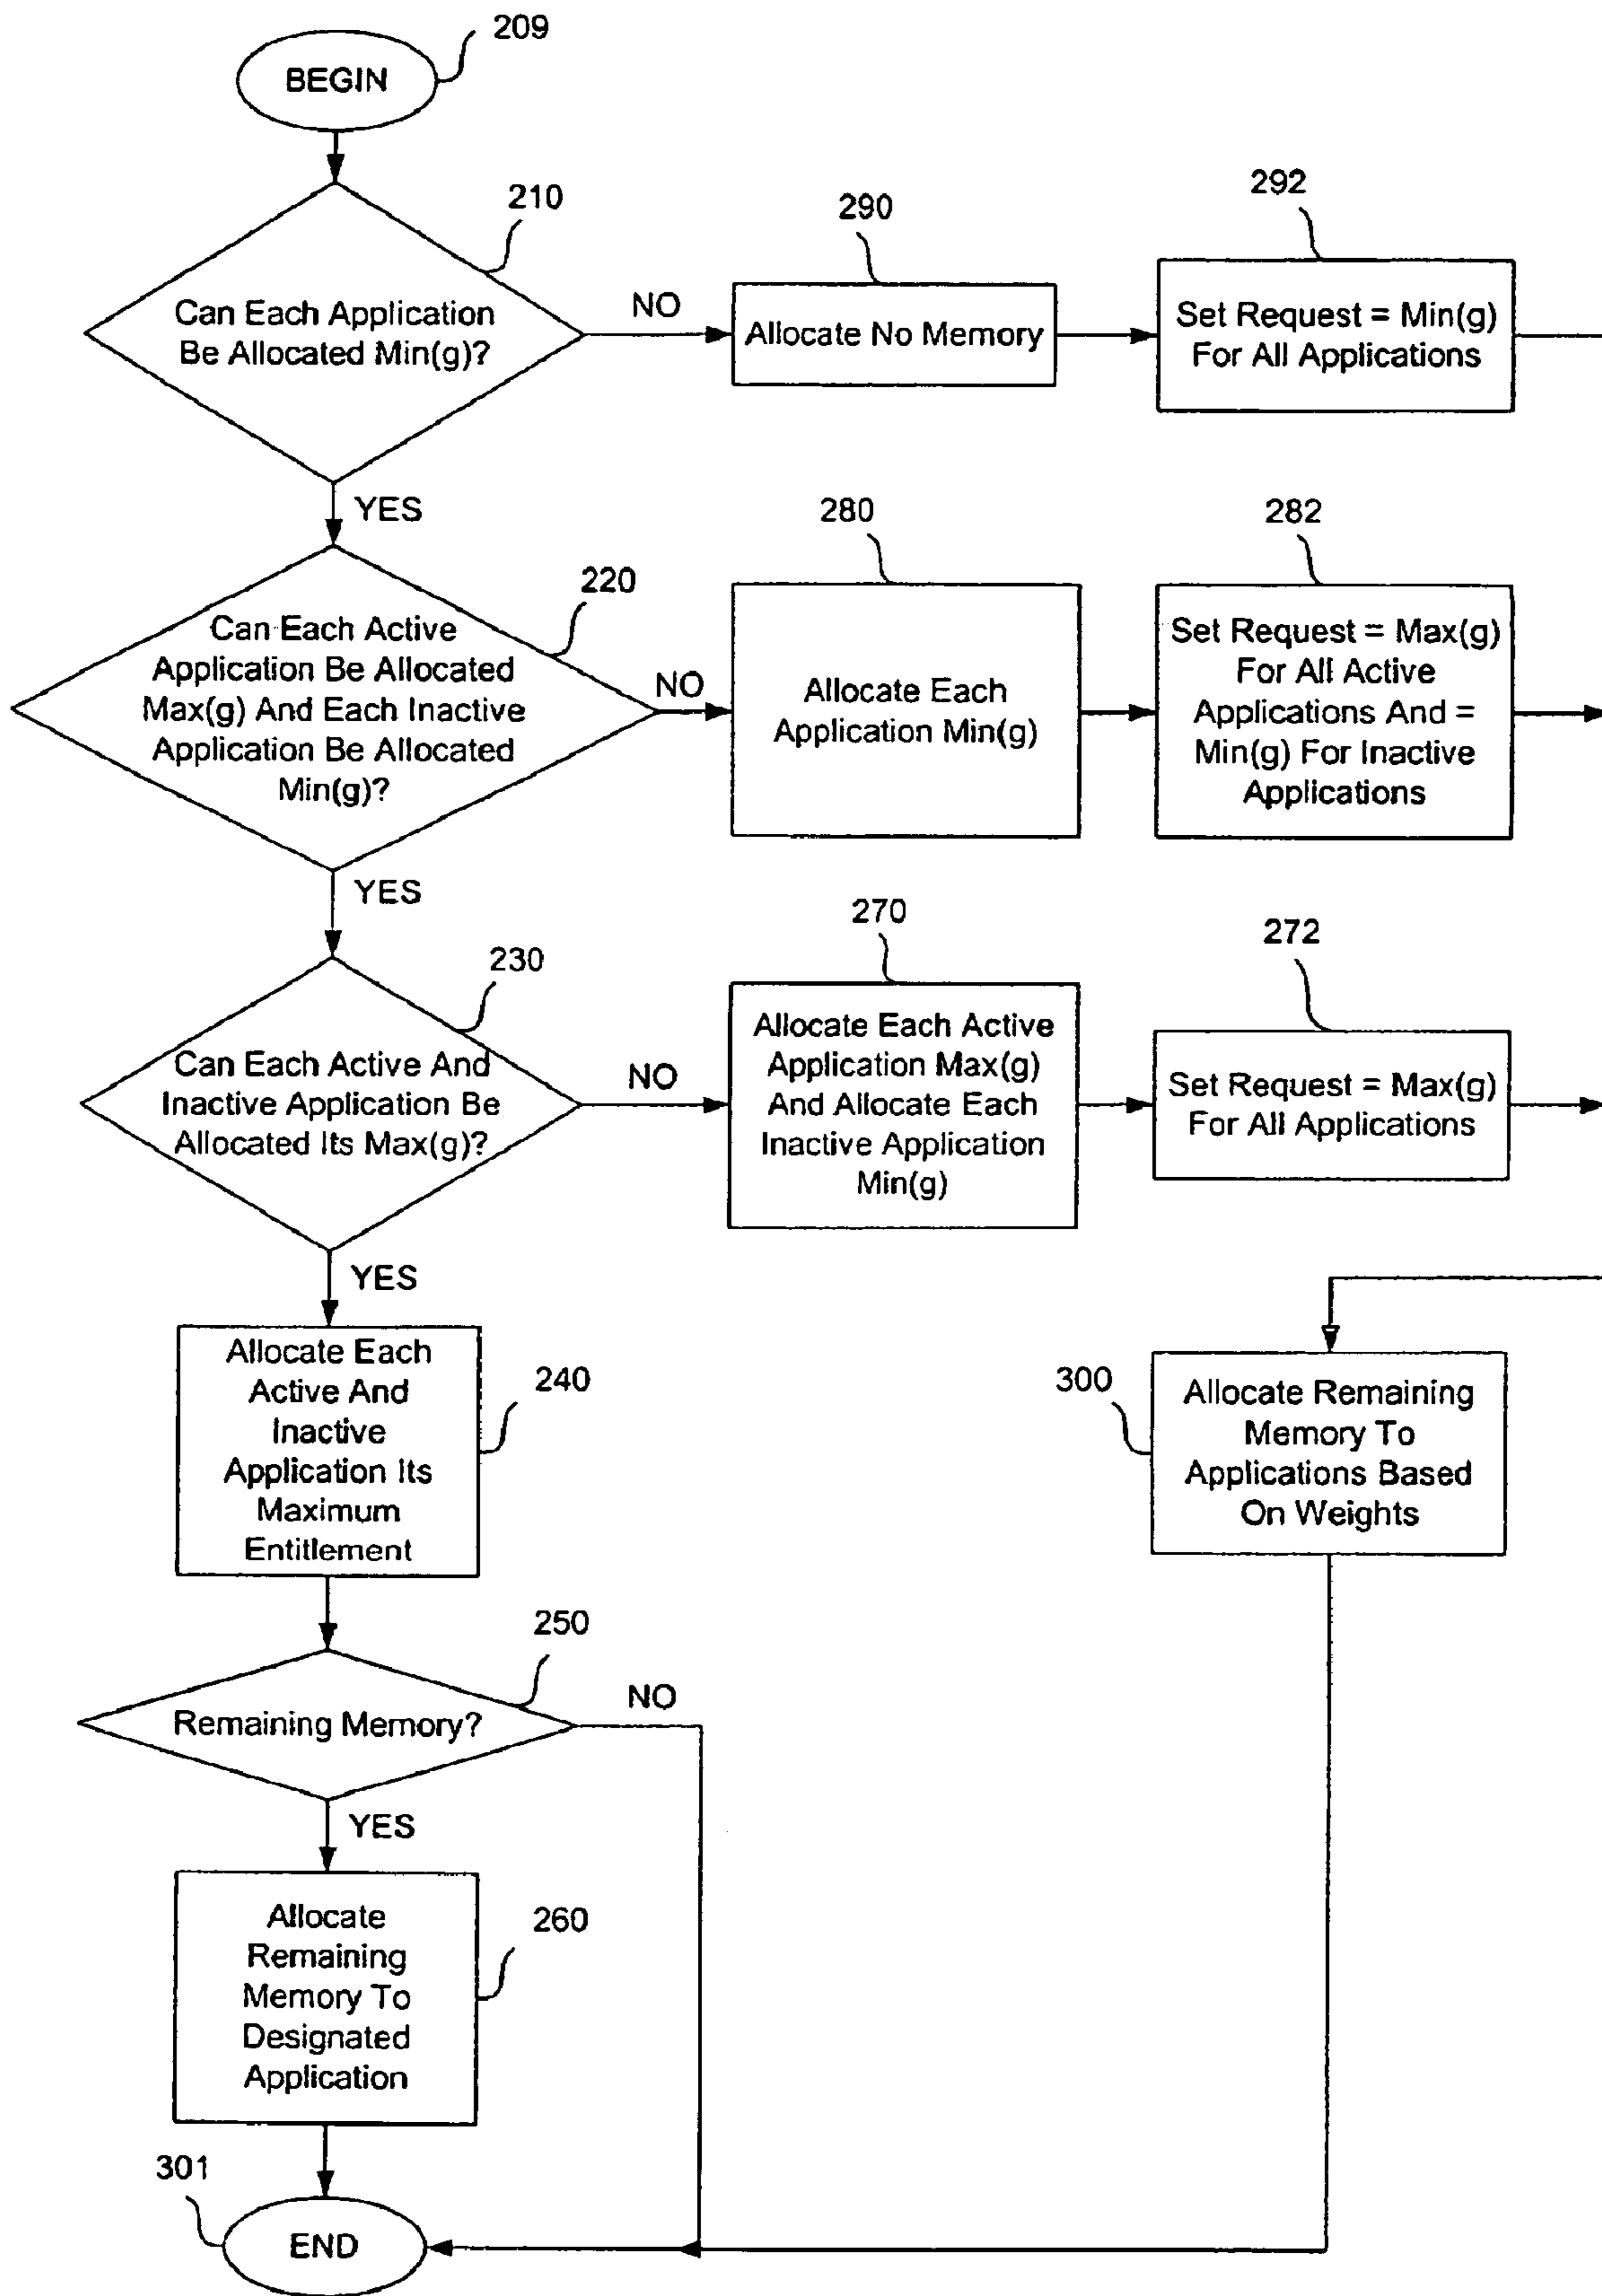 209
BEGIN
210
Can Each Application
Be Allocated Min(g)?
NO
290
Allocate No Memory
292
Set Request = Min(g)
For All Applications
YES
220
Can Each Active
Application Be Allocated
Max(g) And Each Inactive
Application Be Allocated
Min(g)?
NO
280
Allocate Each
Application Min(g)
282
Set Request = Max(g)
For All Active
Applications And =
Min(g) For Inactive
Applications
YES
230
Can Each Active And
Inactive Application Be
Allocated Its Max(g)?
NO
270
Allocate Each Active
Application Max(g)
And Allocate Each
Inactive Application
Min(g)
272
Set Request = Max(g)
For All Applications
YES
Allocate Each
Active And
Inactive
Application Its
Maximum
Entitlement
240
300
Allocate Remaining
Memory To
Applications Based
On Weights
250
Remaining Memory?
NO
YES
Allocate
Remaining
Memory To
Designated
Application
260
301
END